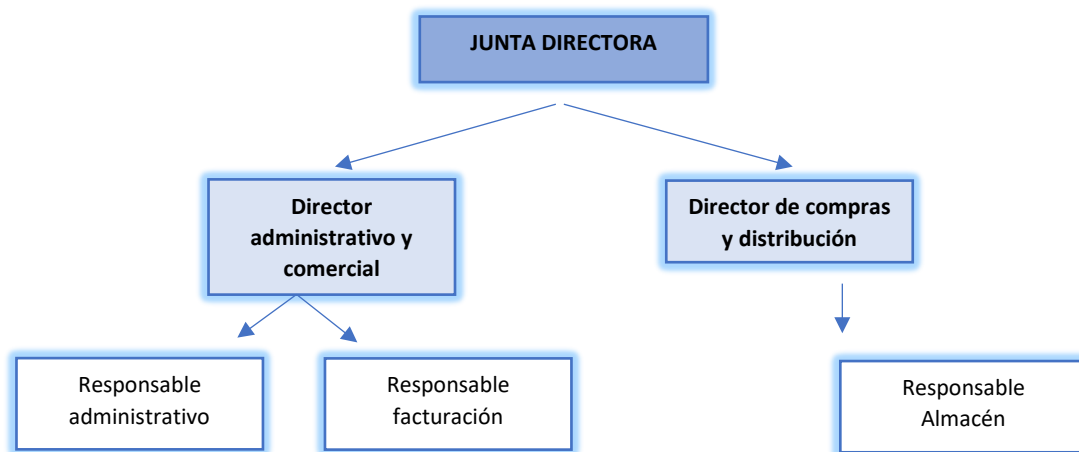 JUNTA DIRECTORA
Director
administrativo y
comercial
Director de compras
y distribución
Responsable
administrativo
Responsable
facturación
Responsable
Almacén